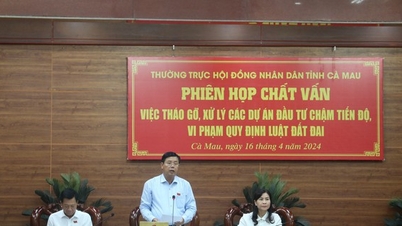 THƯỜNG TRỰC HỘI ĐỒNG NHÂN DÂN TỈNH CÀ MAU
PHIÊN HỌP CHẤT VẤN
VIỆC THÁO GỠ, XỬ LÝ CÁC DỰ ÁN ĐẦU TƯ CHẬM TIẾN ĐỘ,
VI PHẠM QUY ĐỊNH LUẬT ĐẤT ĐAI
Cà Mau, ngày 16 tháng 4 năm 2024